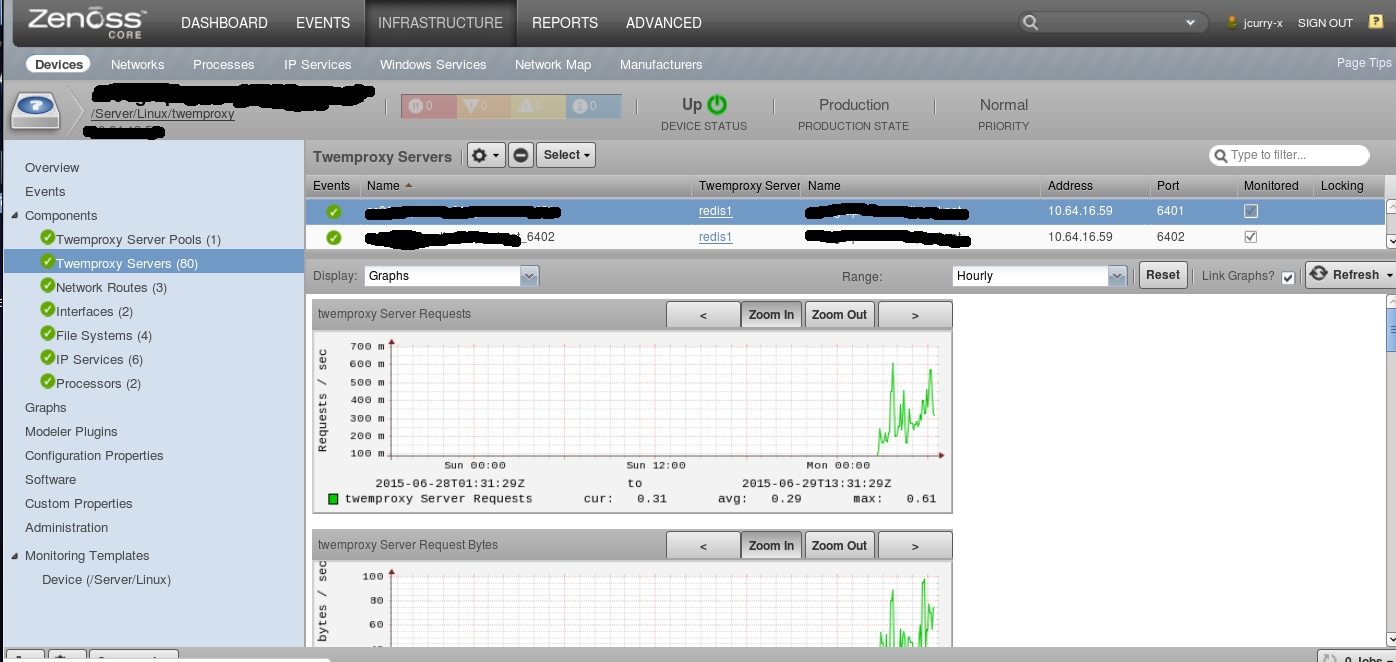 Zenoss CORE
DASHBOARD EVENTS INFRASTRUCTURE REPORTS ADVANCED jcurry-x SIGN OUT ?
Devices Networks Processes IP Services Windows Services Network Map Manufacturers Page Tips
/Server/Linux/twemproxy
0 0 0 0
Up
DEVICE STATUS
Production
PRODUCTION STATE
Normal
PRIORITY
Overview
Events
Components
Twemproxy Server Pools (1)
Twemproxy Servers (80)
Network Routes (3)
Interfaces (2)
File Systems (4)
IP Services (6)
Processors (2)
Graphs
Modeler Plugins
Configuration Properties
Software
Custom Properties
Administration
Monitoring Templates
Device (/Server/Linux)
Twemproxy Servers Select Type to filter...
Events Name Twemproxy Server Name Address Port Monitored Locking
redis1 10.64.16.59 6401
_6402 redis1 10.64.16.59 6402
Display: Graphs Range: Hourly Reset Link Graphs? Refresh
twemproxy Server Requests < Zoom In Zoom Out >
Requests / sec
700 m
600 m
500 m
400 m
300 m
200 m
100 m
Sun 00:00 Sun 12:00 Mon 00:00
2015-06-28T01:31:29Z to 2015-06-29T13:31:29Z
twemproxy Server Requests cur: 0.31 avg: 0.29 max: 0.61
twemproxy Server Request Bytes < Zoom In Zoom Out >
bytes / sec
100
80
60
0 Jobs